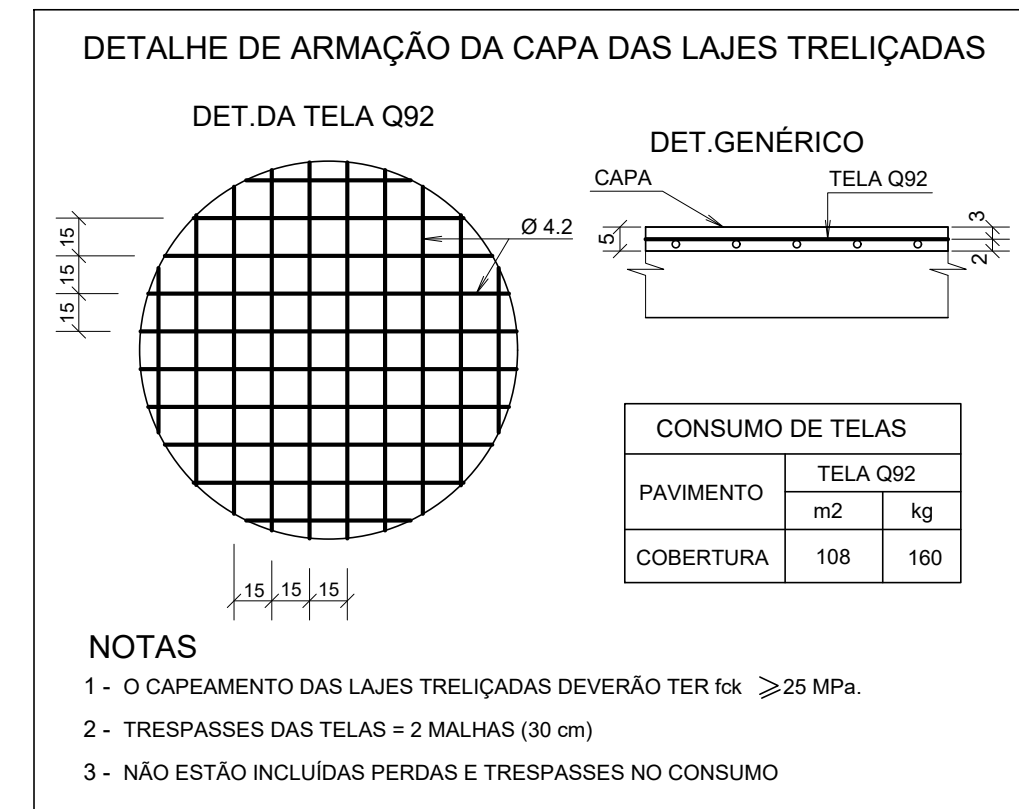 DETALHE DE ARMAÇÃO DA CAPA DAS LAJES TRELIÇADAS
DET.DA TELA Q92
DET.GENÉRICO
CAPA
TELA Q92
Ø 4.2
15
15
15
5
3
2
15
15
15
CONSUMO DE TELAS
PAVIMENTO
TELA Q92
m2
kg
COBERTURA
108
160
NOTAS
1 - O CAPEAMENTO DAS LAJES TRELIÇADAS DEVERÃO TER fck ⩾25 MPa.
2 - TRESPASSES DAS TELAS = 2 MALHAS (30 cm)
3 - NÃO ESTÃO INCLUÍDAS PERDAS E TRESPASSES NO CONSUMO